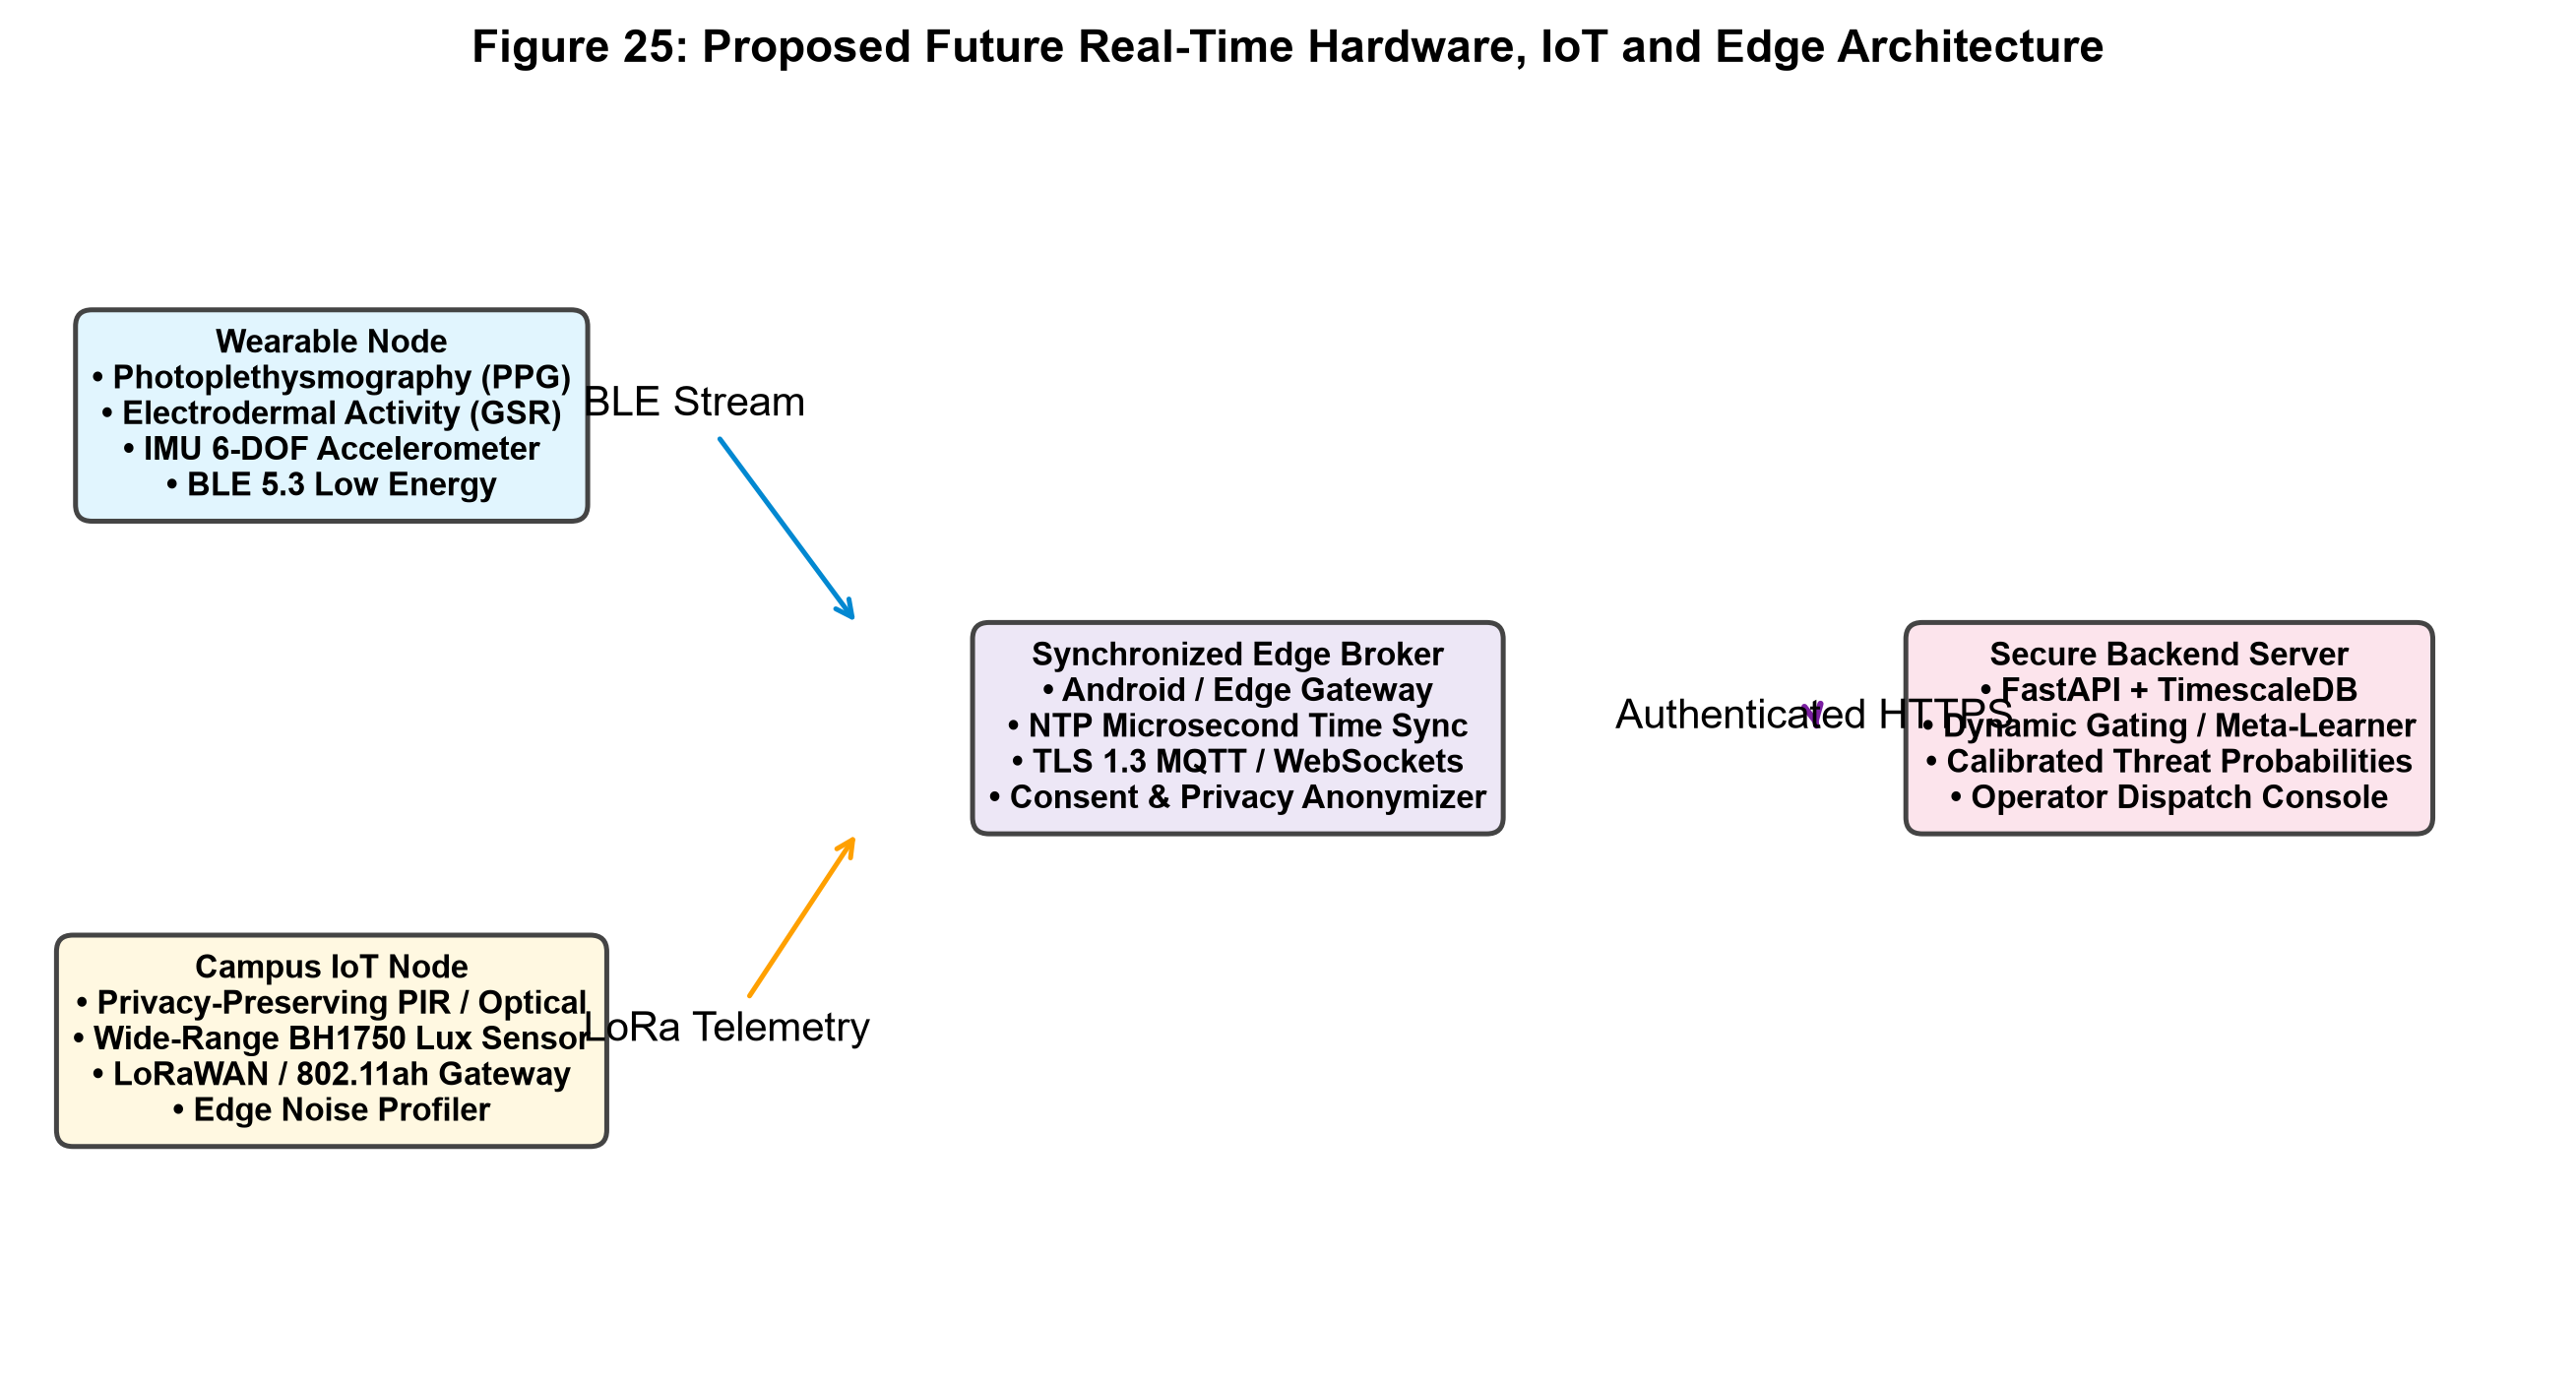 Figure 25: Proposed Future Real-Time Hardware, IoT and Edge Architecture
Wearable Node
• Photoplethysmography (PPG)
• Electrodermal Activity (GSR)
• IMU 6-DOF Accelerometer
• BLE 5.3 Low Energy
BLE Stream
Synchronized Edge Broker
• Android / Edge Gateway
• NTP Microsecond Time Sync
• TLS 1.3 MQTT / WebSockets
• Consent & Privacy Anonymizer
Authenticated HTTPS
Secure Backend Server
• FastAPI + TimescaleDB
• Dynamic Gating / Meta-Learner
• Calibrated Threat Probabilities
• Operator Dispatch Console
Campus IoT Node
• Privacy-Preserving PIR / Optical
• Wide-Range BH1750 Lux Sensor
• LoRaWAN / 802.11ah Gateway
• Edge Noise Profiler
LoRa Telemetry